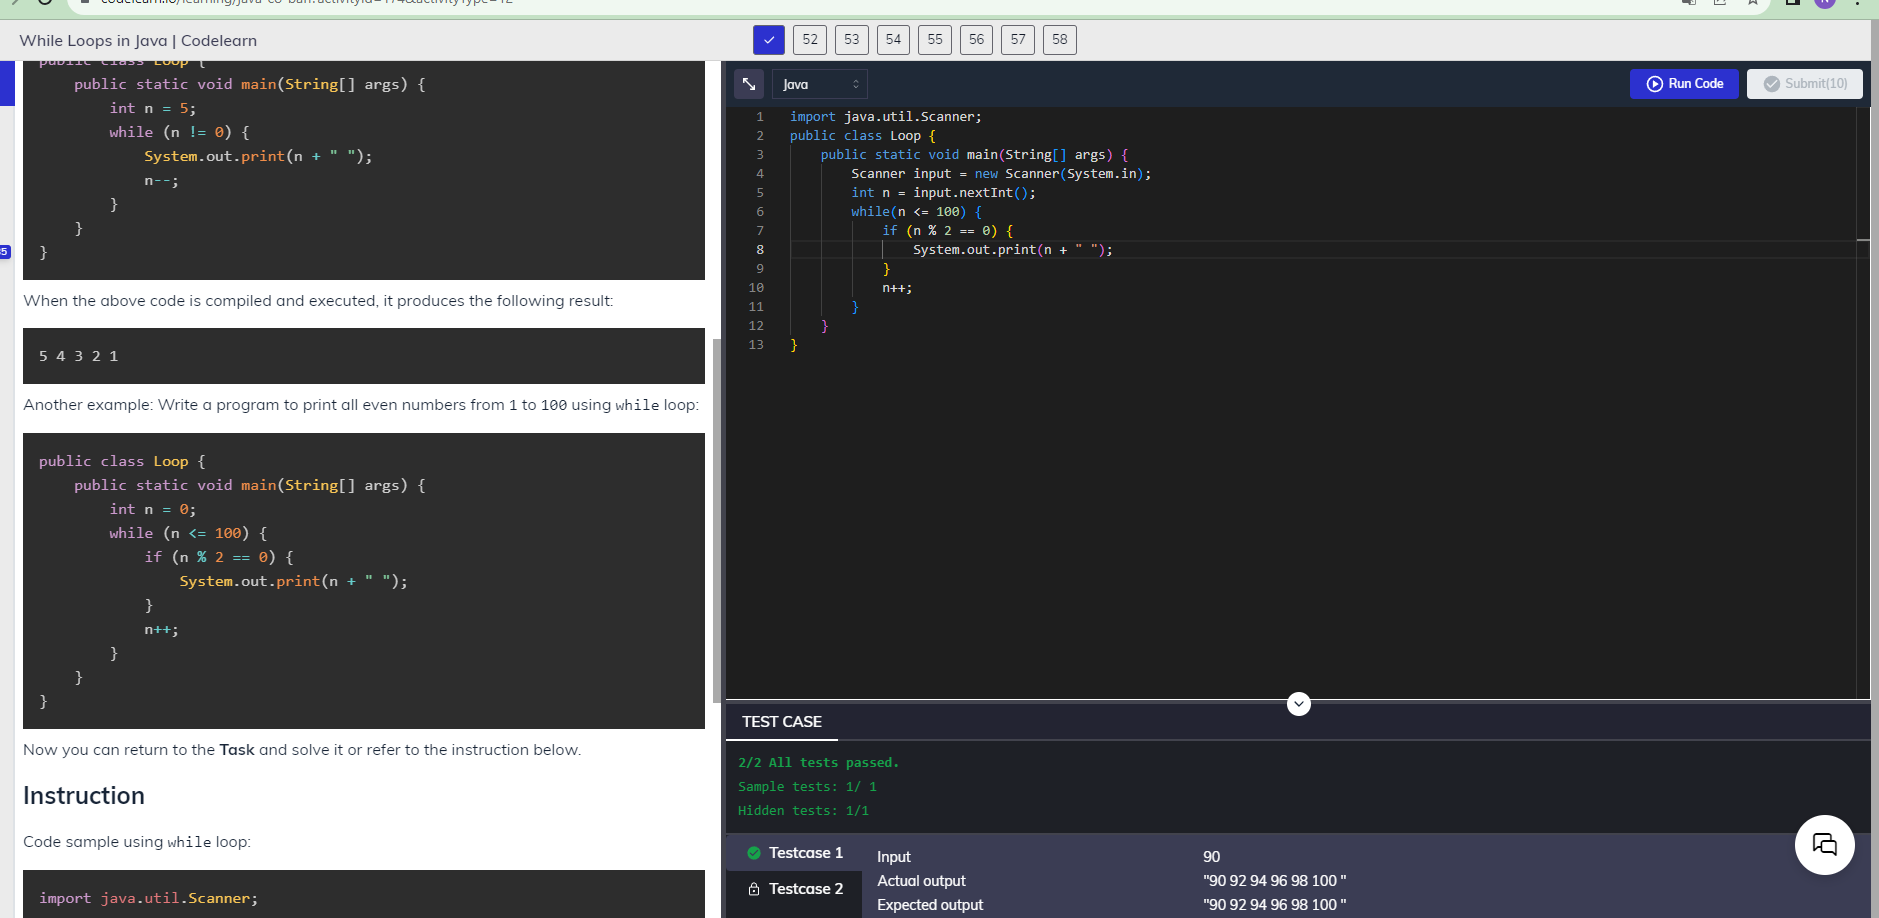 While Loops in Java | Codelearn
52 53 54 55 56 57 58
public class Loop {
public static void main(String[] args) {
int n = 5;
while (n != 0) {
System.out.print(n + " ");
n--;
}
}
}
When the above code is compiled and executed, it produces the following result:
5 4 3 2 1
Another example: Write a program to print all even numbers from 1 to 100 using while loop:
public class Loop {
public static void main(String[] args) {
int n = 0;
while (n <= 100) {
if (n % 2 == 0) {
System.out.print(n + " ");
}
n++;
}
}
}
Now you can return to the Task and solve it or refer to the instruction below.
Instruction
Code sample using while loop:
import java.util.Scanner;
Java
Run Code
Submit(10)
1 import java.util.Scanner;
2 public class Loop {
3 public static void main(String[] args) {
4 Scanner input = new Scanner(System.in);
5 int n = input.nextInt();
6 while(n <= 100) {
7 if (n % 2 == 0) {
8 System.out.print(n + " ");
9 }
10 n++;
11 }
12 }
13 }
TEST CASE
2/2 All tests passed.
Sample tests: 1/ 1
Hidden tests: 1/1
Testcase 1
Testcase 2
Input 90
Actual output "90 92 94 96 98 100 "
Expected output "90 92 94 96 98 100 "